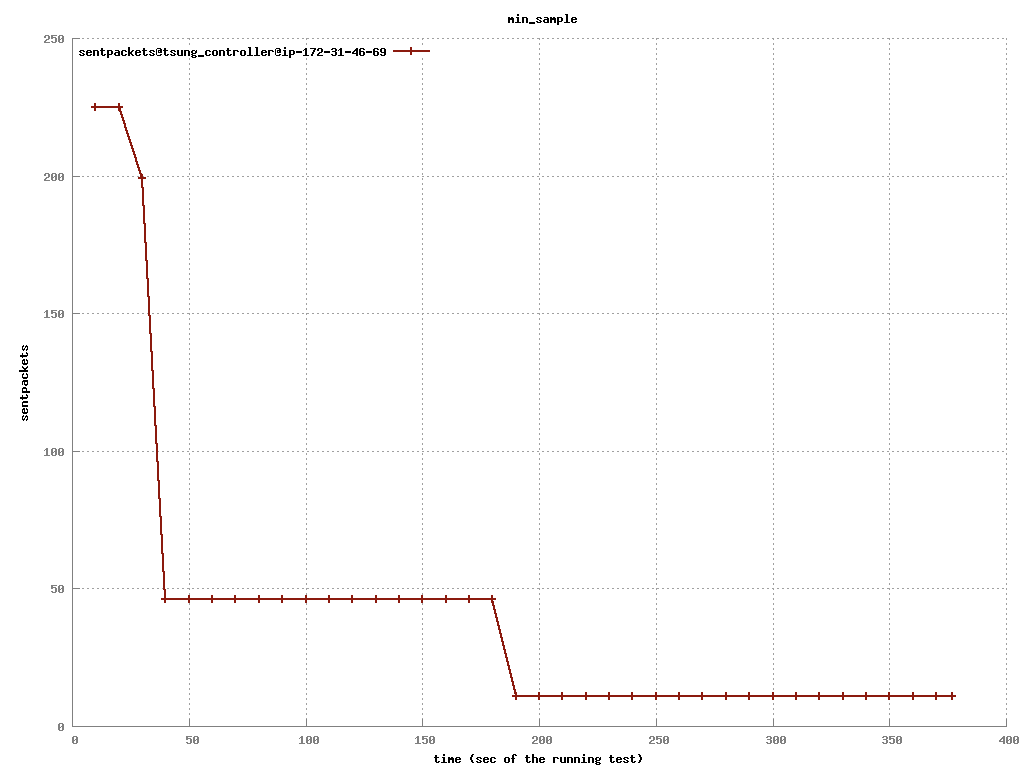 min_sample
sentpackets@tsung_controller@ip-172-31-46-69
sentpackets
250
200
150
100
50
0
0 50 100 150 200 250 300 350 400
time (sec of the running test)